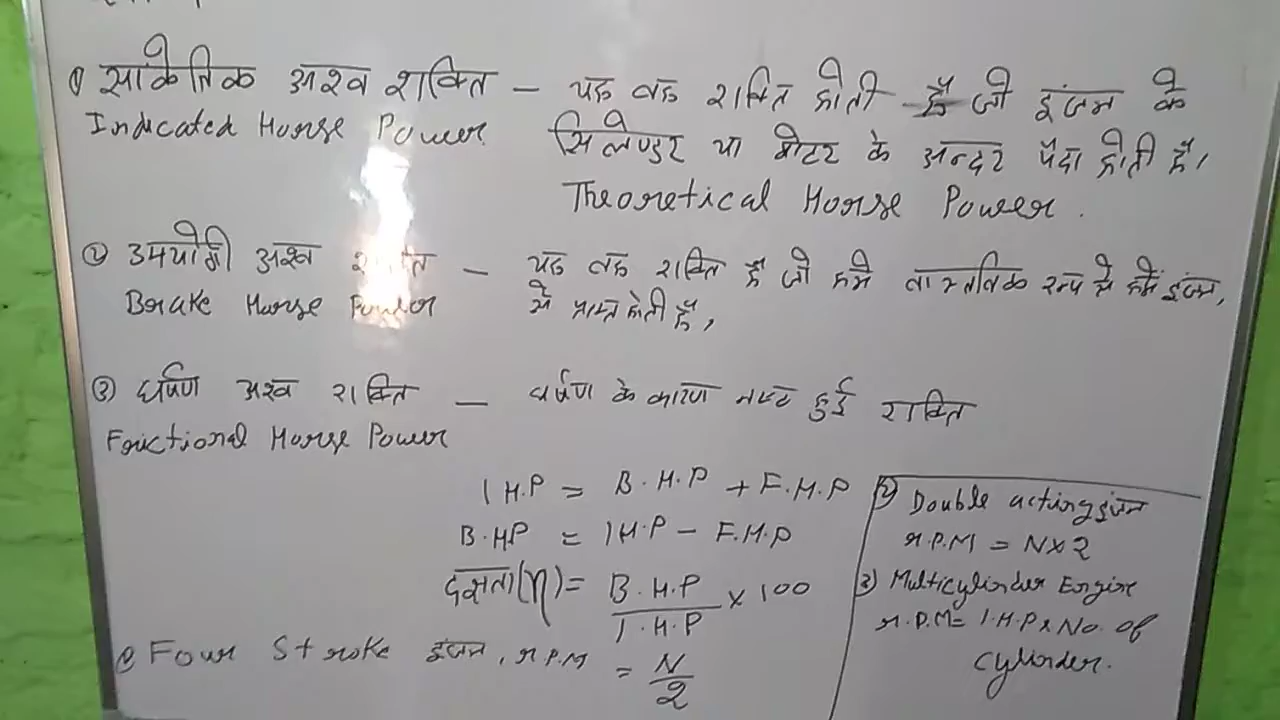 ① सांकेतिक अश्व शक्ति – यह वह शक्ति होती है जो इंजन के
Indicated Horse Power सिलेण्डर या मोटर के अन्दर पैदा होती है।
Theoretical Horse Power.
② उपयोगी अश्व शक्ति – यह वह शक्ति है जो हमे वास्तविक रूप से हमें इंजन,
Brake Horse Power से प्राप्त होती है,
③ घर्षण अश्व शक्ति – घर्षण के कारण नष्ट हुई शक्ति
Frictional Horse Power
I H.P = B.H.P + F.H.P
B.H.P = I H.P – F.H.P
दक्षता(η) = B.H.P / I.H.P × 100
① Four Stroke इंजन, r.p.M = N/2
2) Double acting इंजन
r.P.M = N×2
3) Multicylinder Engine
r.P.M = I.H.P x No. of
cylinder.